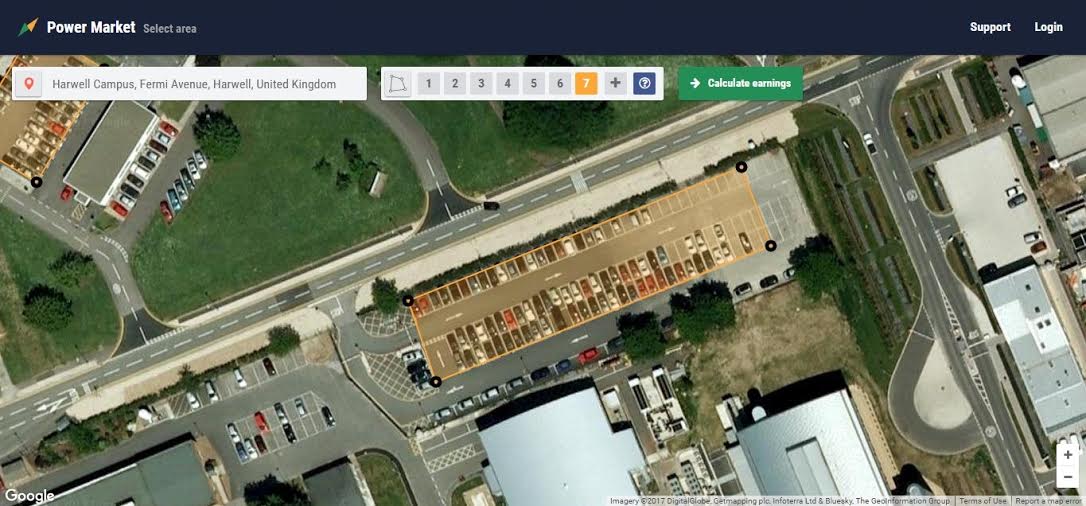 Power Market Select area Support Login
Harwell Campus, Fermi Avenue, Harwell, United Kingdom
1 2 3 4 5 6 7 + ?
Calculate earnings
+
−
Google
Imagery ©2017 DigitalGlobe, Getmapping plc, Infoterra Ltd & Bluesky, The GeoInformation Group Terms of Use Report a map error